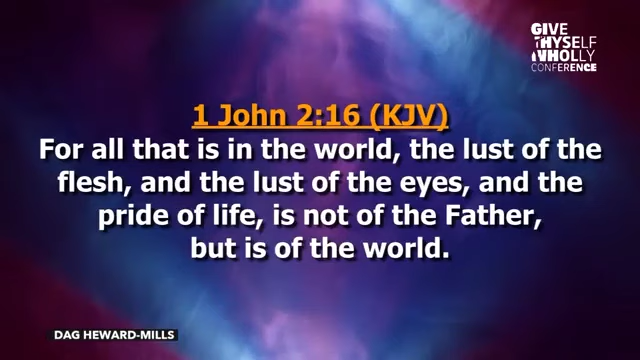 GIVE
THYSELF
WHOLLY
CONFERENCE
1 John 2:16 (KJV)
For all that is in the world, the lust of the
flesh, and the lust of the eyes, and the
pride of life, is not of the Father,
but is of the world.
DAG HEWARD-MILLS